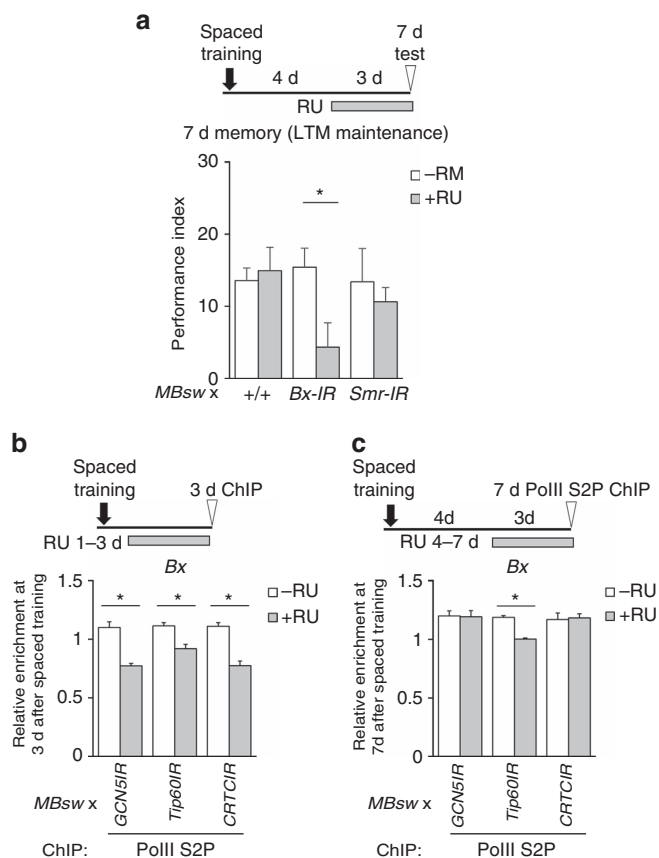 a
Spaced
training
7 d
test
4 d
3 d
RU
7 d memory (LTM maintenance)
30
20
10
0
Performance index
–RM
+RU
*
MBsw x
+/+
Bx-IR
Smr-IR
b
Spaced
training
3 d ChIP
RU 1–3 d
Bx
1.5
1
0.5
0
Relative enrichment at
3 d after spaced training
–RU
+RU
*
*
*
MBsw x
GCN5IR
Tip60IR
CRTCIR
ChIP:
PolII S2P
c
Spaced
training
7 d PolII S2P ChIP
4d
3d
RU 4–7 d
Bx
1.5
1
0.5
0
Relative enrichment at
7d after spaced training
–RU
+RU
*
MBsw x
GCN5IR
Tip60IR
CRTCIR
ChIP:
PolII S2P